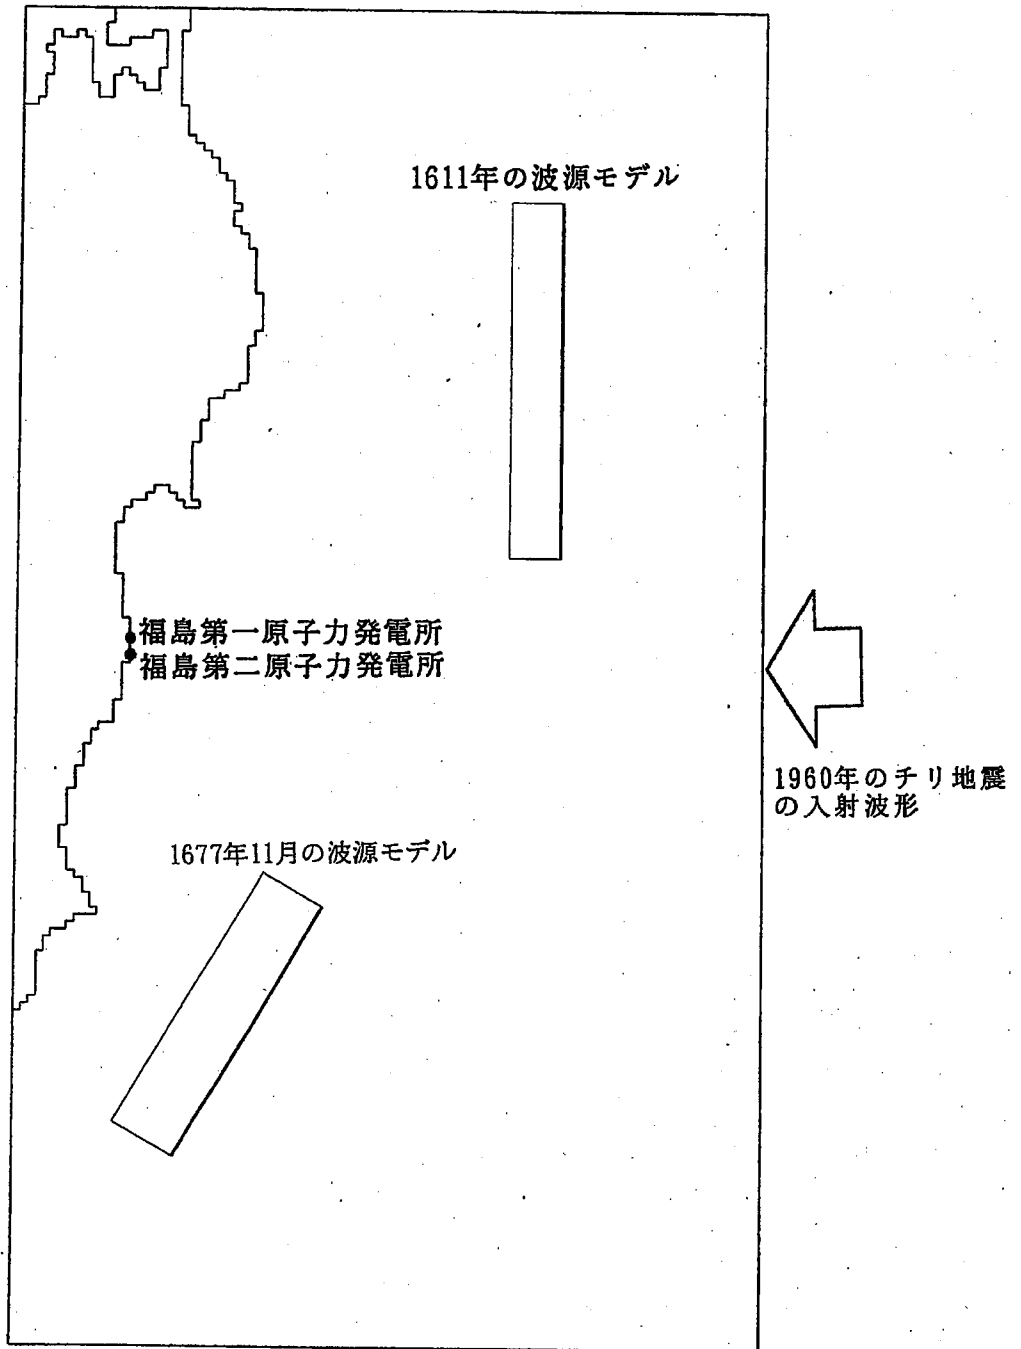 1611年の波源モデル
福島第一原子力発電所
福島第二原子力発電所
1960年のチリ地震
の入射波形
1677年11月の波源モデル